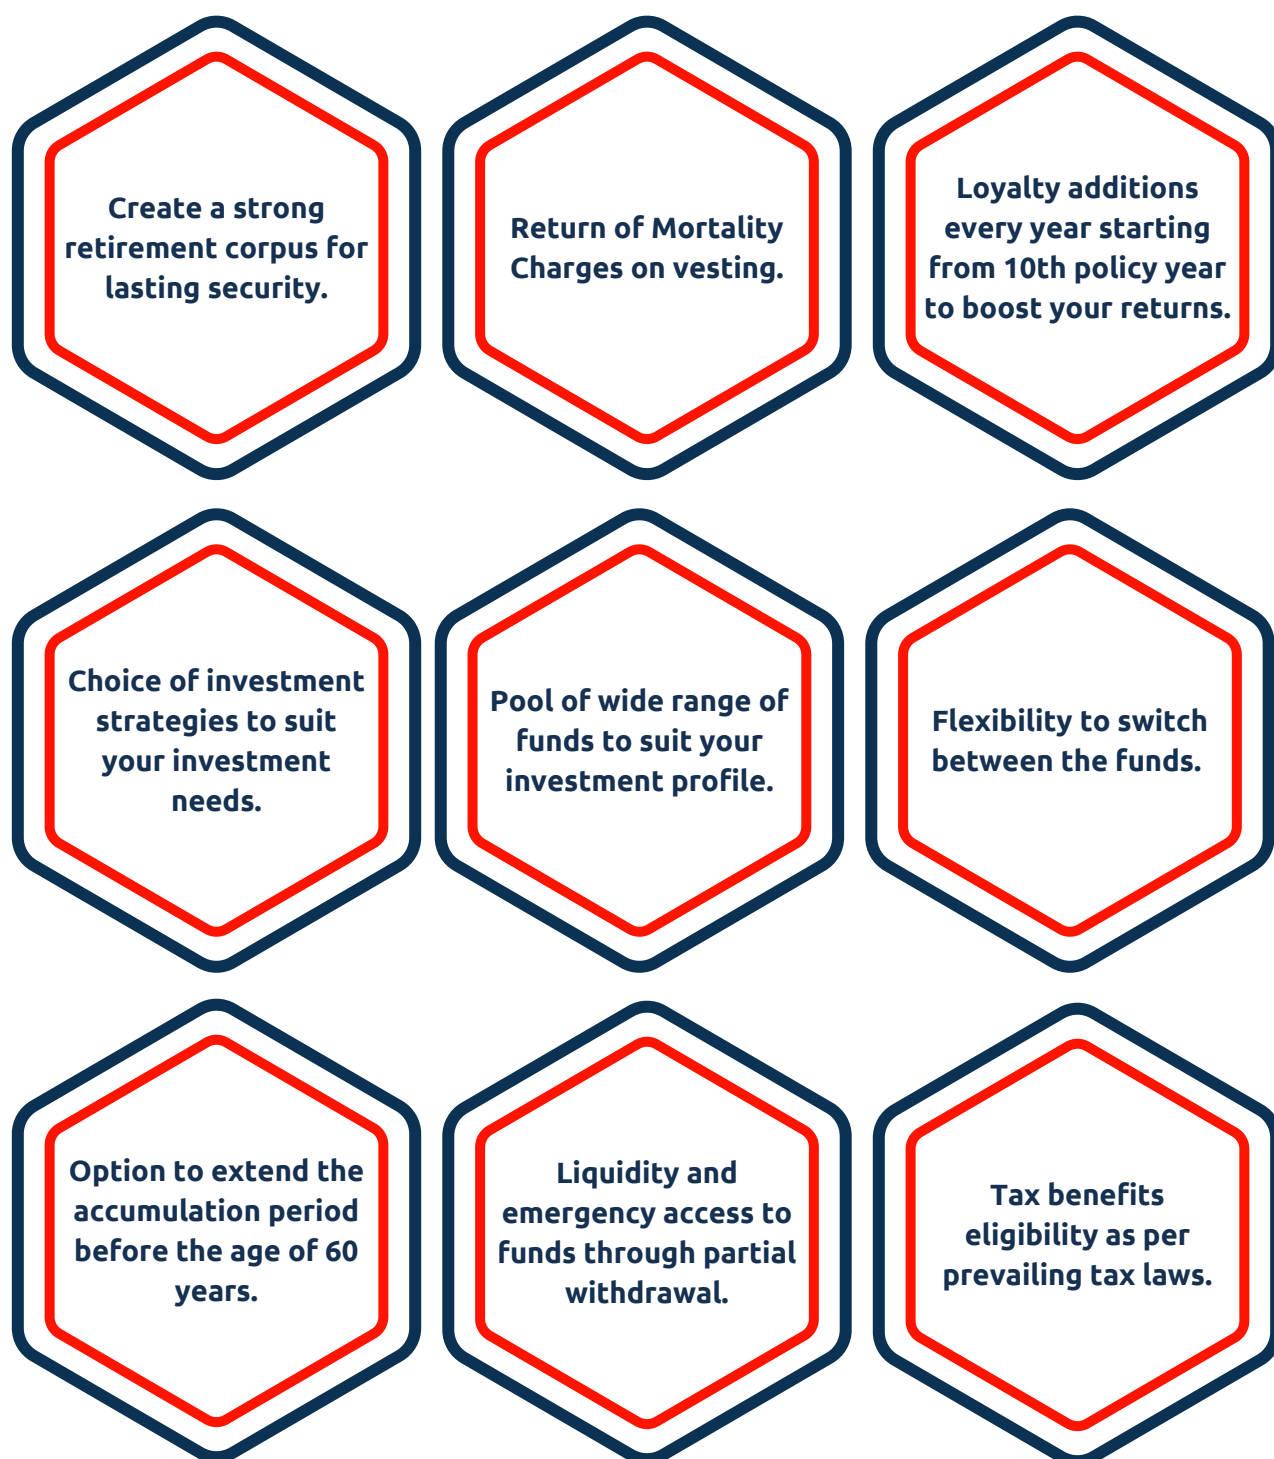 Create a strong
retirement corpus for
lasting security.
Return of Mortality
Charges on vesting.
Loyalty additions
every year starting
from 10th policy year
to boost your returns.
Choice of investment
strategies to suit
your investment
needs.
Pool of wide range of
funds to suit your
investment profile.
Flexibility to switch
between the funds.
Option to extend the
accumulation period
before the age of 60
years.
Liquidity and
emergency access to
funds through partial
withdrawal.
Tax benefits
eligibility as per
prevailing tax laws.